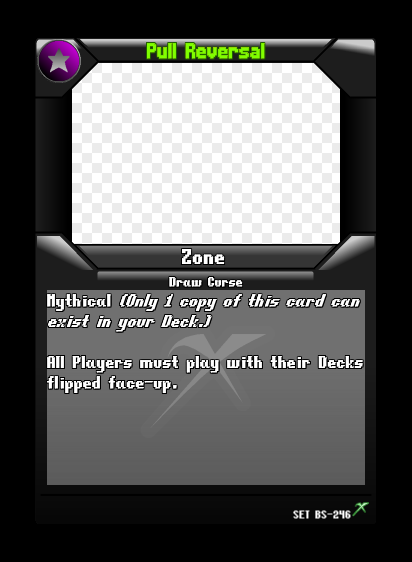 Pull Reversal
Zone
Draw Curse
Mythical (Only 1 copy of this card can
exist in your Deck.)
All Players must play with their Decks
flipped face-up.
SET BS-246